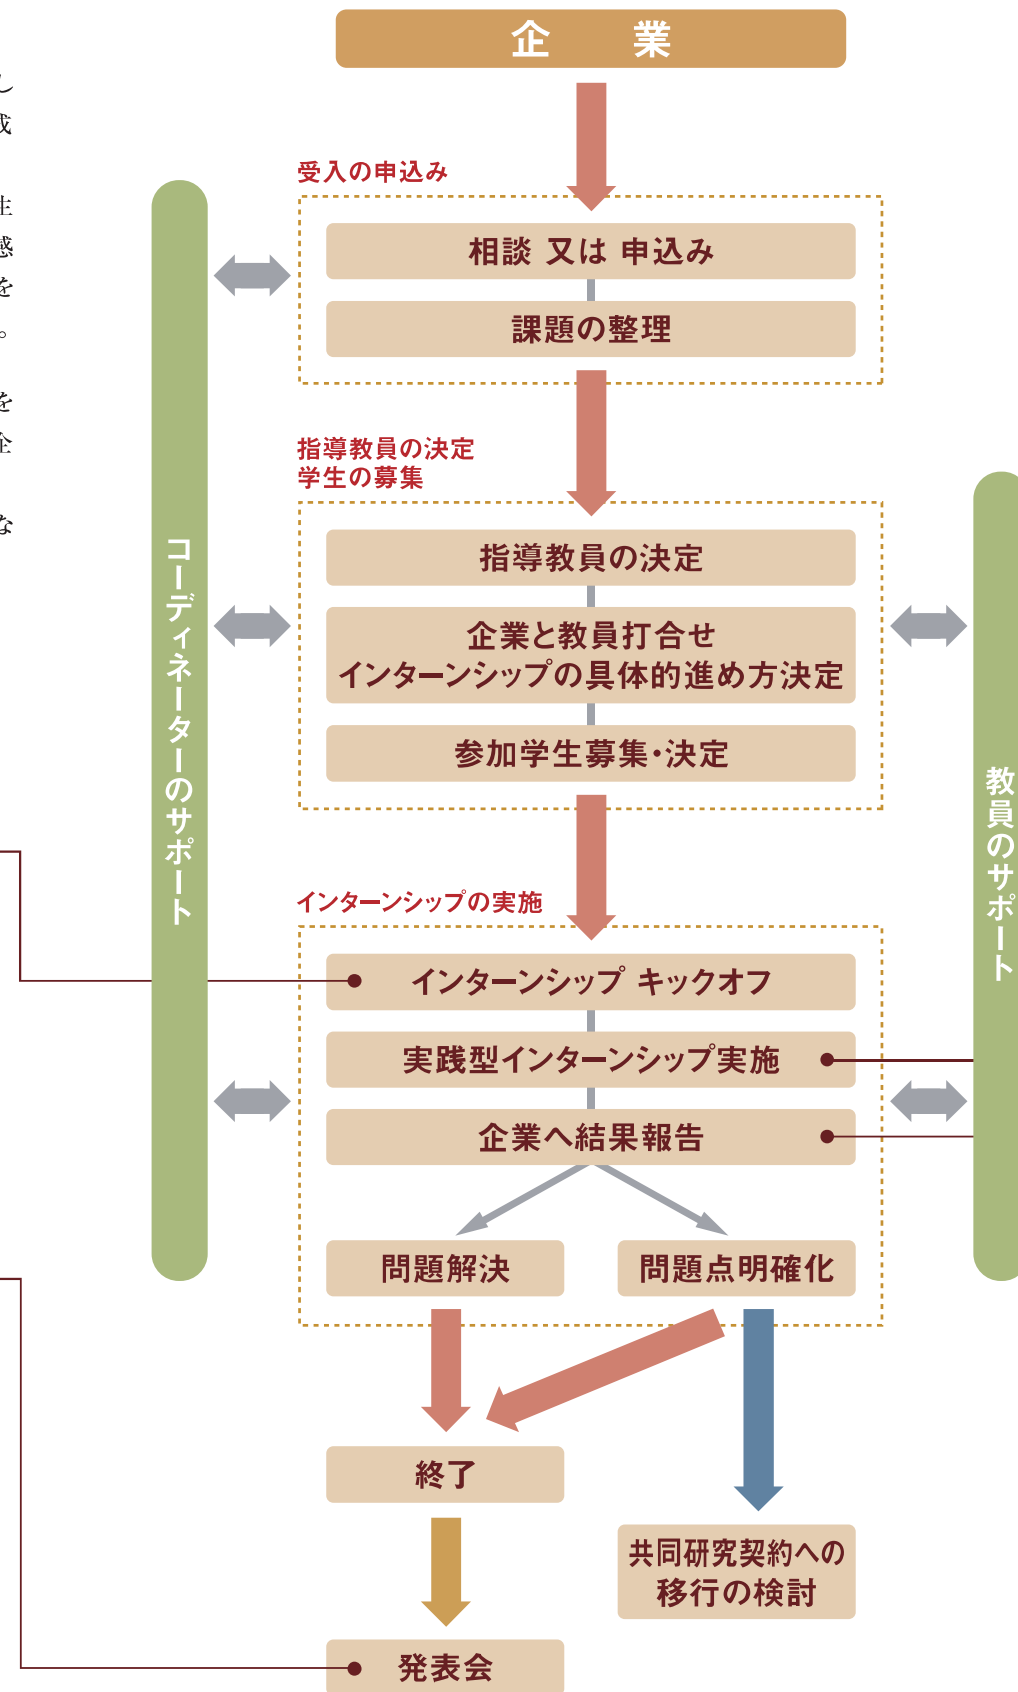 企　業
し
成
生
感
を
。
を
企
な
受入の申込み
相談 又は 申込み
課題の整理
指導教員の決定
学生の募集
指導教員の決定
企業と教員打合せ
インターンシップの具体的進め方決定
参加学生募集・決定
コーディネーターのサポート
教員のサポート
インターンシップの実施
インターンシップ キックオフ
実践型インターンシップ実施
企業へ結果報告
問題解決
問題点明確化
終了
共同研究契約への
移行の検討
発表会